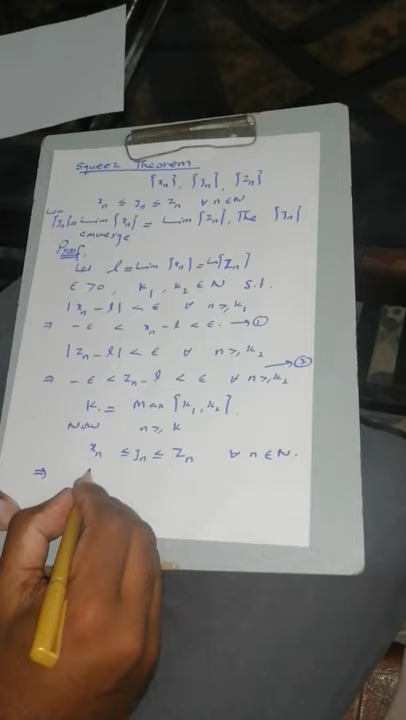 Squeez Theorem
{xn}, {yn}, {zn}
xn ≤ yn ≤ zn ∀ n∈N
Lim {yn} = Lim {xn} = Lim {zn}, The {yn}
converge
Proof:
Let l = Lim {xn} = L{zn}
ε > 0, k1, k2 ∈ N s.t.
|xn - l| < ε ∀ n ≥ k1
⇒ -ε < xn - l < ε. → ①
|zn - l| < ε ∀ n ≥ k2
⇒ -ε < zn - l < ε ∀ n ≥ k2 → ②
K = Max {k1, k2}.
Now n ≥ k
xn ≤ yn ≤ zn ∀ n ∈ N.
⇒